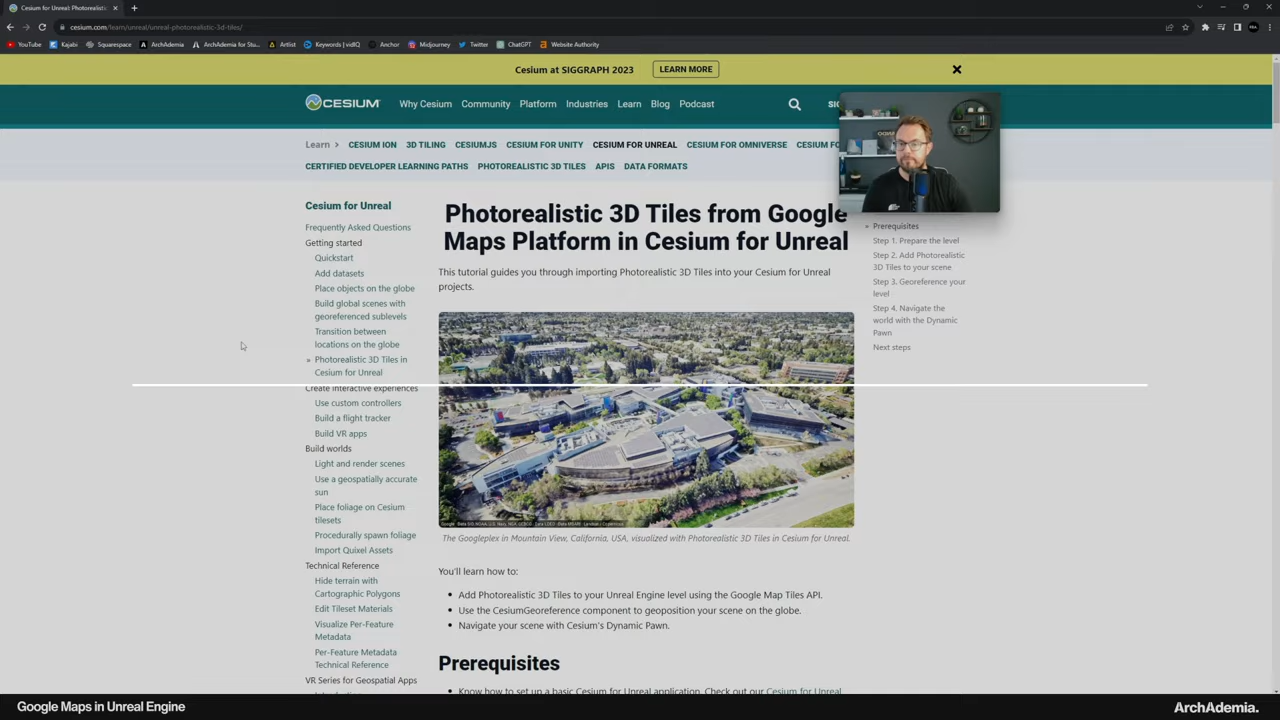 Cesium for Unreal: Photorealistic
cesium.com/learn/unreal/unreal-photorealistic-3d-tiles/
YouTube Kajabi Squarespace ArchAdemia ArchAdemia for Stu... Artlist Keywords | vidIQ Anchor Midjourney Twitter ChatGPT Website Authority
Cesium at SIGGRAPH 2023 LEARN MORE
CESIUM Why Cesium Community Platform Industries Learn Blog Podcast
Learn CESIUM ION 3D TILING CESIUMJS CESIUM FOR UNITY CESIUM FOR UNREAL CESIUM FOR OMNIVERSE CESIUM
CERTIFIED DEVELOPER LEARNING PATHS PHOTOREALISTIC 3D TILES APIS DATA FORMATS
Cesium for Unreal
Frequently Asked Questions
Getting started
Quickstart
Add datasets
Place objects on the globe
Build global scenes with
georeferenced sublevels
Transition between
locations on the globe
Photorealistic 3D Tiles in
Cesium for Unreal
Create interactive experiences
Use custom controllers
Build a flight tracker
Build VR apps
Build worlds
Light and render scenes
Use a geospatially accurate
sun
Place foliage on Cesium
tilesets
Procedurally spawn foliage
Import Quixel Assets
Technical Reference
Hide terrain with
Cartographic Polygons
Edit Tileset Materials
Visualize Per-Feature
Metadata
Per-Feature Metadata
Technical Reference
VR Series for Geospatial Apps
Photorealistic 3D Tiles from Google
Maps Platform in Cesium for Unreal
This tutorial guides you through importing Photorealistic 3D Tiles into your Cesium for Unreal
projects.
The Googleplex in Mountain View, California, USA, visualized with Photorealistic 3D Tiles in Cesium for Unreal.
You'll learn how to:
Add Photorealistic 3D Tiles to your Unreal Engine level using the Google Map Tiles API.
Use the CesiumGeoreference component to geoposition your scene on the globe.
Navigate your scene with Cesium's Dynamic Pawn.
Prerequisites
Know how to set up a basic Cesium for Unreal application. Check out our Cesium for Unreal
Prerequisites
Step 1. Prepare the level
Step 2. Add Photorealistic
3D Tiles to your scene
Step 3. Georeference your
level
Step 4. Navigate the
world with the Dynamic
Pawn
Next steps
Google Maps in Unreal Engine
ArchAdemia.